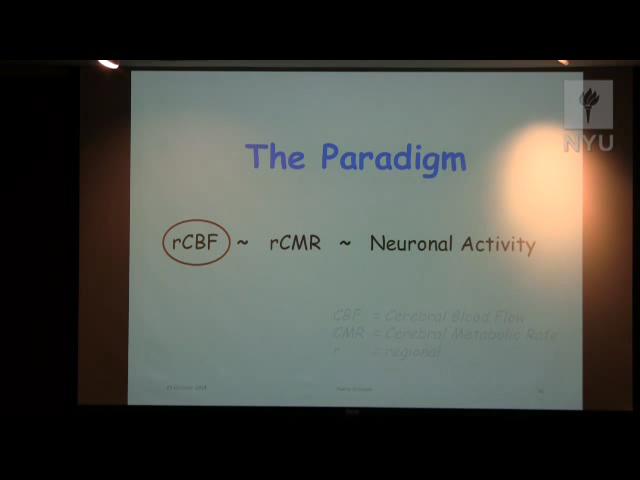 NYU
The Paradigm
rCBF ~ rCMR ~ Neuronal Activity
CBF = Cerebral Blood Flow
CMR = Cerebral Metabolic Rate
r = regional